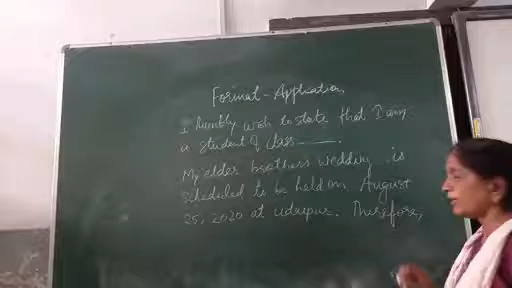 Format - Application
I humbly wish to state that I am
a student of class ———.
My elder brothers wedding is
scheduled to be held on August
25, 2020 at udaipur. Therefore,